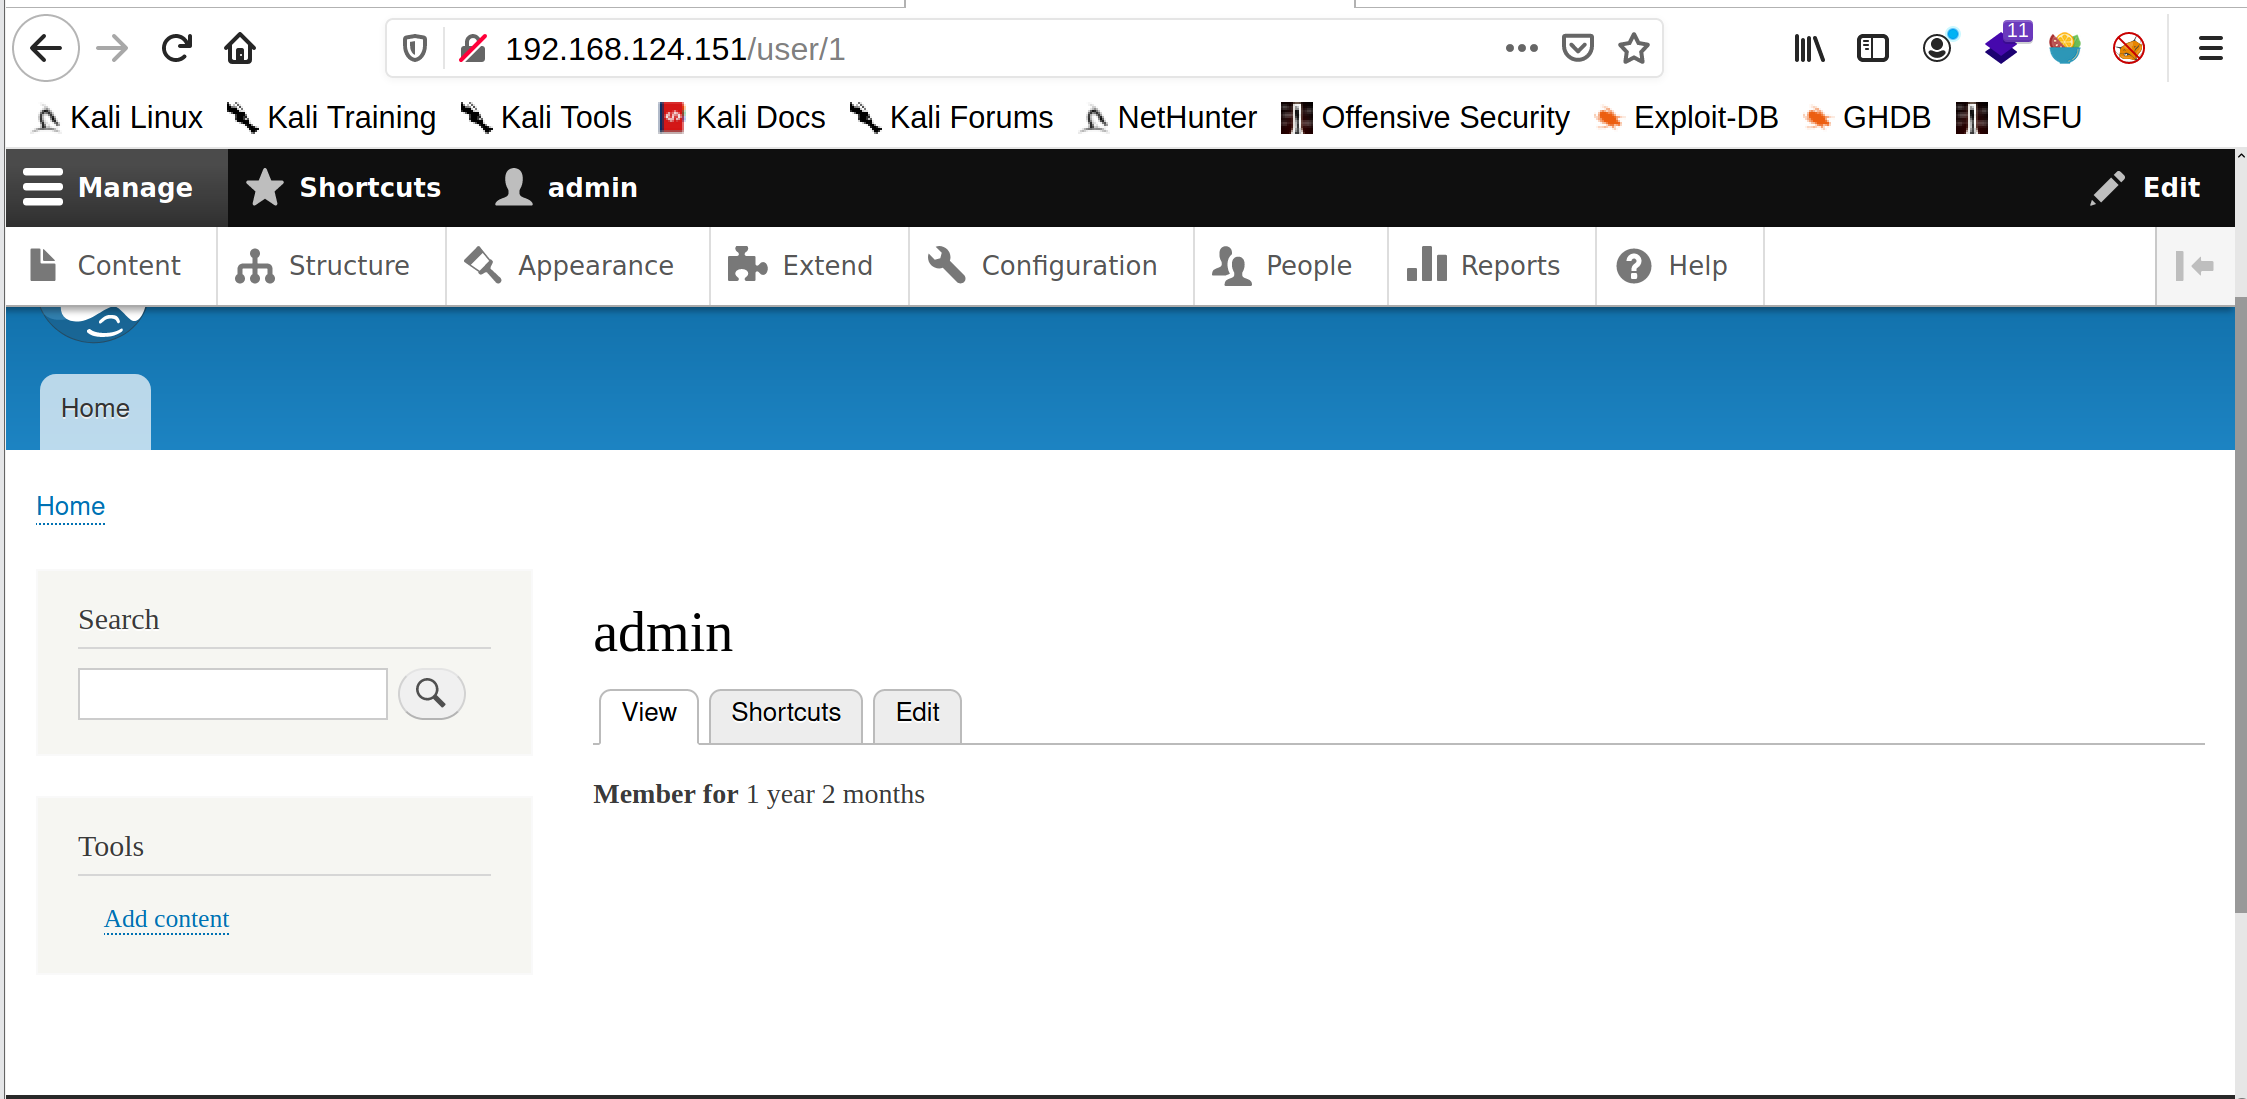 192.168.124.151/user/1
11
Kali Linux Kali Training Kali Tools Kali Docs Kali Forums NetHunter Offensive Security Exploit-DB GHDB MSFU
Manage Shortcuts admin Edit
Content Structure Appearance Extend Configuration People Reports Help
Home
Home
Search
admin
View Shortcuts Edit
Member for 1 year 2 months
Tools
Add content